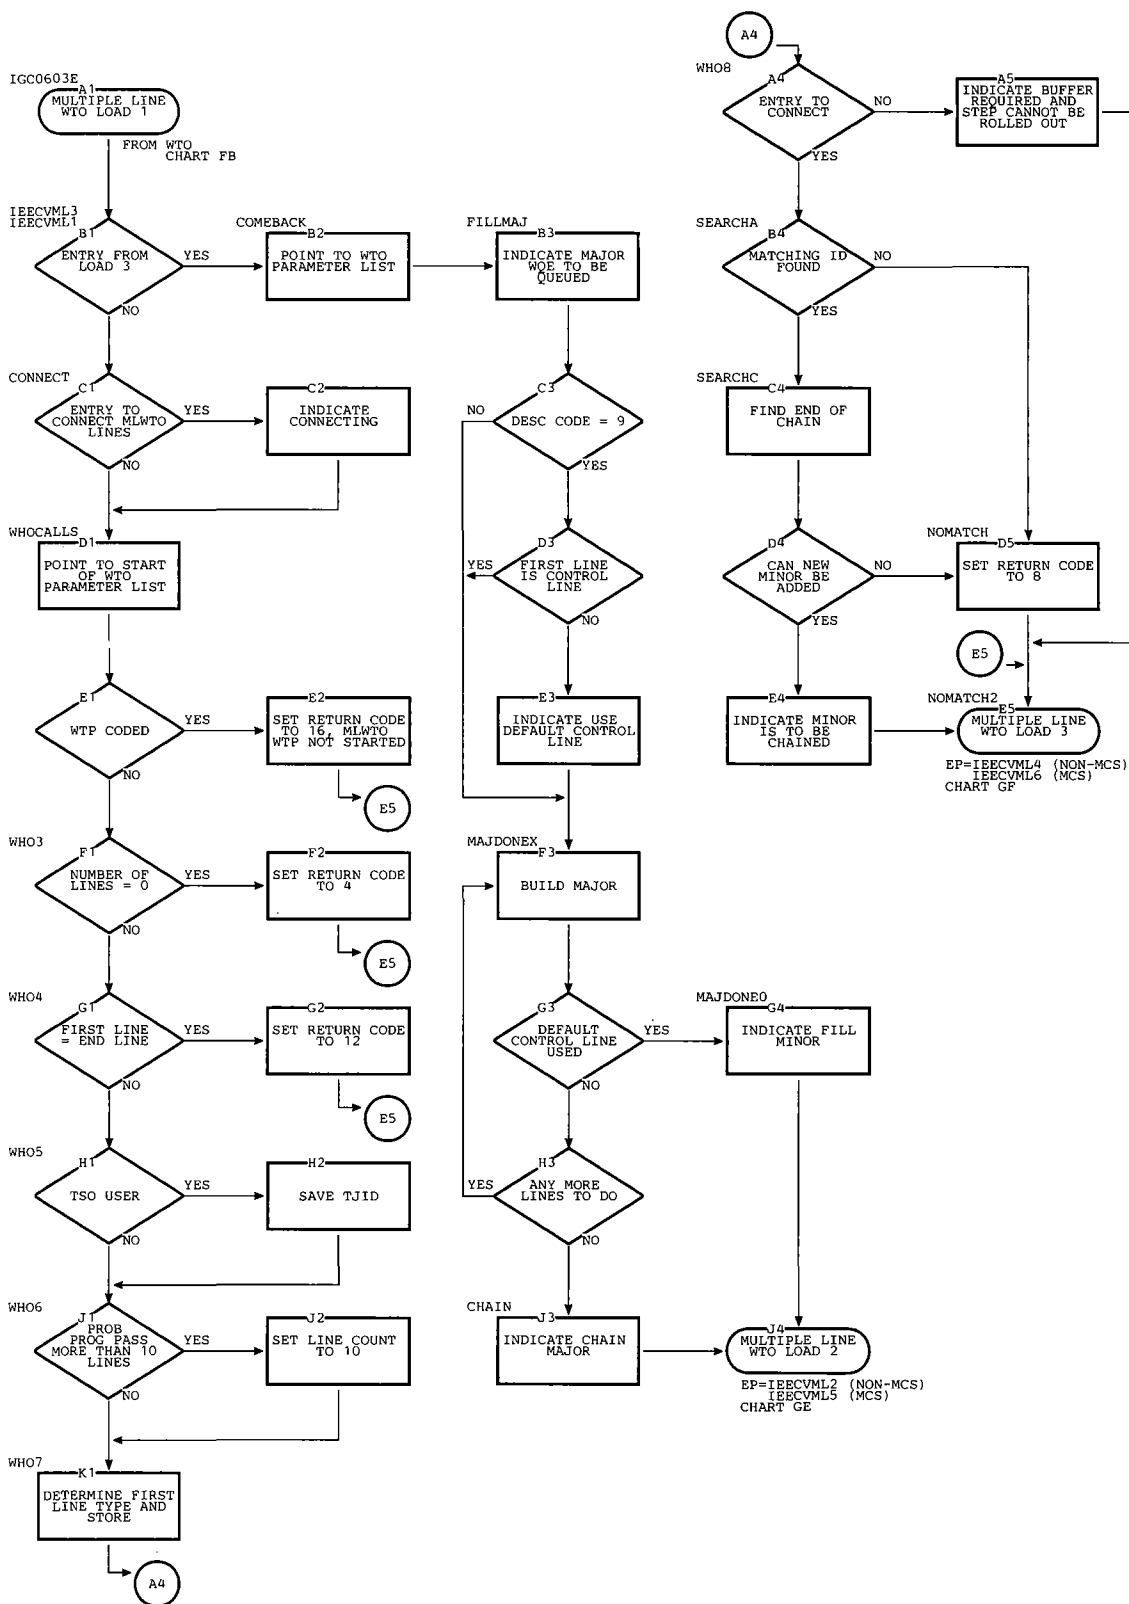 IGC0603E
A1
MULTIPLE LINE
WTO LOAD 1
FROM WTO
CHART FB
IEECVML3
IEECVML1
B1
ENTRY FROM
LOAD 3
YES
NO
COMEBACK
B2
POINT TO WTO
PARAMETER LIST
FILLMAJ
B3
INDICATE MAJOR
WQE TO BE
QUEUED
CONNECT
C1
ENTRY TO
CONNECT MLWTO
LINES
YES
NO
C2
INDICATE
CONNECTING
C3
DESC CODE = 9
NO
YES
WHOCALLS
D1
POINT TO START
OF WTO
PARAMETER LIST
D3
FIRST LINE
IS CONTROL
LINE
YES
NO
E1
WTP CODED
YES
NO
E2
SET RETURN CODE
TO 16, MLWTO
WTP NOT STARTED
E5
E3
INDICATE USE
DEFAULT CONTROL
LINE
WHO3
F1
NUMBER OF
LINES = 0
YES
NO
F2
SET RETURN CODE
TO 4
E5
MAJDONEX
F3
BUILD MAJOR
WHO4
G1
FIRST LINE
= END LINE
YES
NO
G2
SET RETURN CODE
TO 12
E5
G3
DEFAULT
CONTROL LINE
USED
YES
NO
MAJDONE0
G4
INDICATE FILL
MINOR
WHO5
H1
TSO USER
YES
NO
H2
SAVE TJID
H3
ANY MORE
LINES TO DO
YES
NO
WHO6
J1
PROB
PROG PASS
MORE THAN 10
LINES
YES
NO
J2
SET LINE COUNT
TO 10
CHAIN
J3
INDICATE CHAIN
MAJOR
J4
MULTIPLE LINE
WTO LOAD 2
EP=IEECVML2 (NON-MCS)
IEECVML5 (MCS)
CHART GE
WHO7
K1
DETERMINE FIRST
LINE TYPE AND
STORE
A4
A4
WHO8
A4
ENTRY TO
CONNECT
NO
YES
A5
INDICATE BUFFER
REQUIRED AND
STEP CANNOT BE
ROLLED OUT
SEARCHA
B4
MATCHING ID
FOUND
NO
YES
SEARCHC
C4
FIND END OF
CHAIN
D4
CAN NEW
MINOR BE
ADDED
NO
YES
NOMATCH
D5
SET RETURN CODE
TO 8
E5
E4
INDICATE MINOR
IS TO BE
CHAINED
NOMATCH2
E5
MULTIPLE LINE
WTO LOAD 3
EP=IEECVML4 (NON-MCS)
IEECVML6 (MCS)
CHART GF